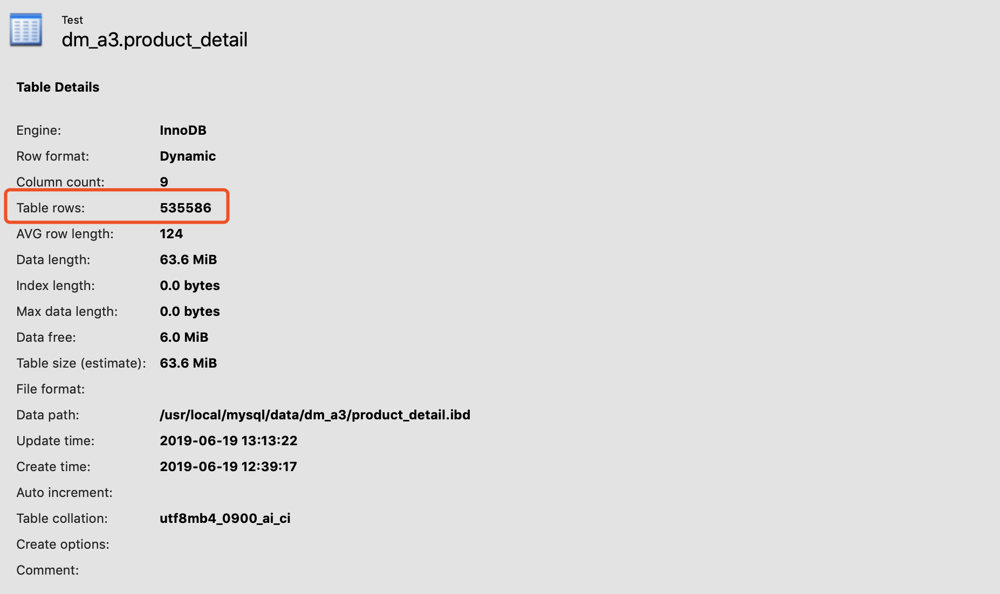 Test
dm_a3.product_detail
Table Details
Engine: InnoDB
Row format: Dynamic
Column count: 9
Table rows: 535586
AVG row length: 124
Data length: 63.6 MiB
Index length: 0.0 bytes
Max data length: 0.0 bytes
Data free: 6.0 MiB
Table size (estimate): 63.6 MiB
File format:
Data path: /usr/local/mysql/data/dm_a3/product_detail.ibd
Update time: 2019-06-19 13:13:22
Create time: 2019-06-19 12:39:17
Auto increment:
Table collation: utf8mb4_0900_ai_ci
Create options:
Comment: